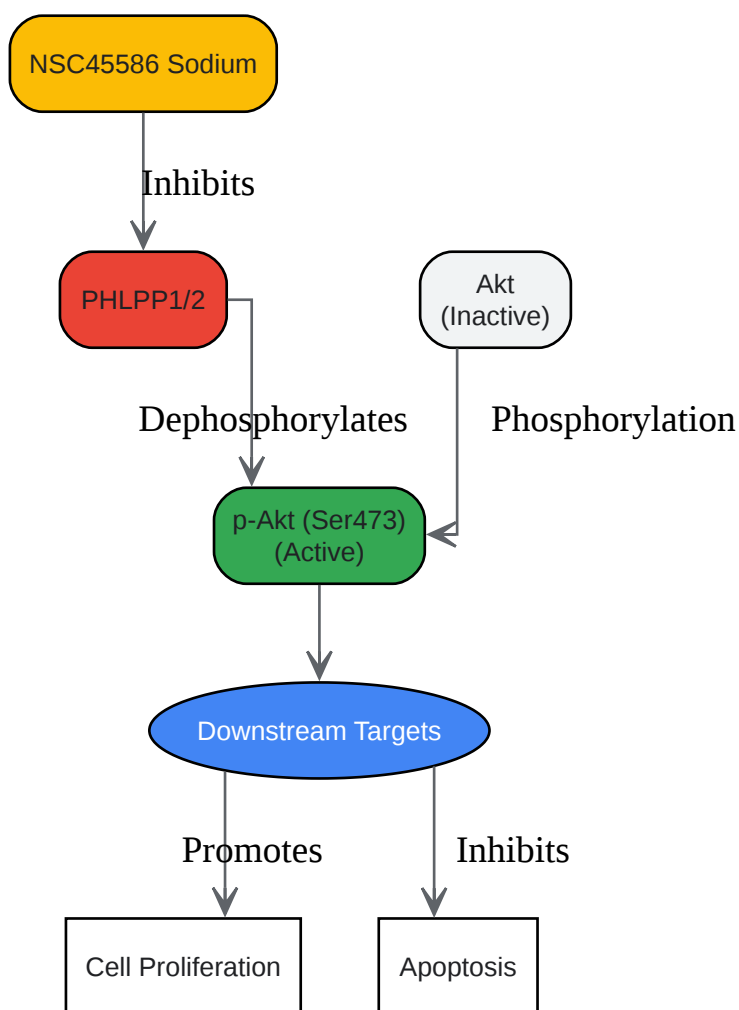 NSC45586 Sodium
Inhibits
PHLPP1/2
Akt
(Inactive)
Dephosphorylates
Phosphorylation
p-Akt (Ser473)
(Active)
Downstream Targets
Promotes
Inhibits
Cell Proliferation
Apoptosis